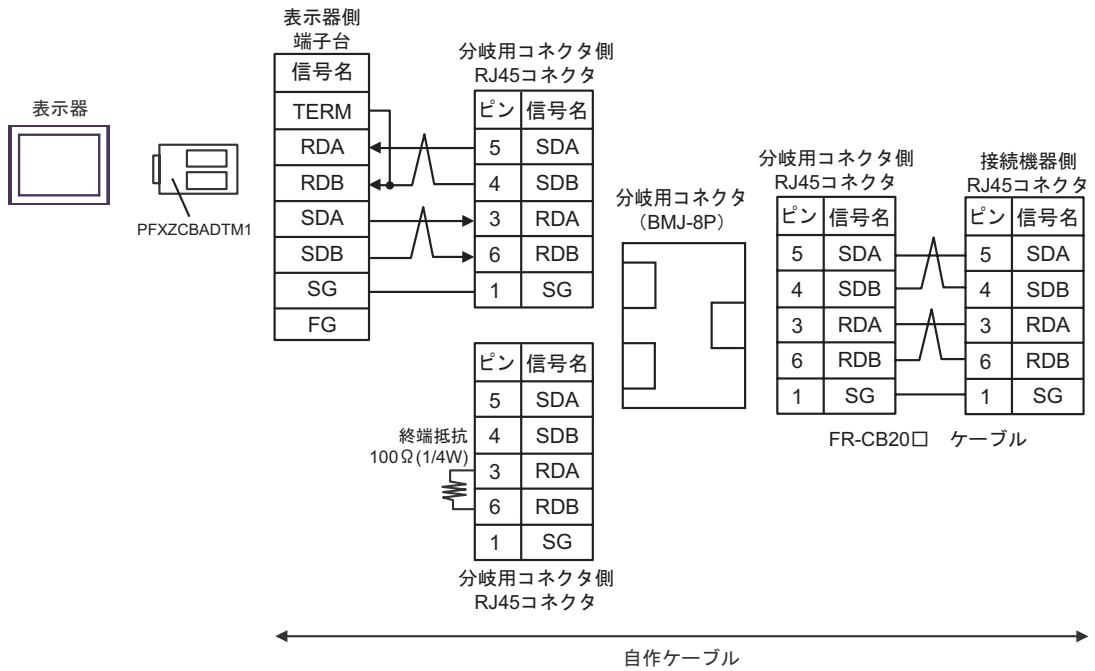 表示器
PFXZCBADTM1
表示器側
端子台
信号名
TERM
RDA
RDB
SDA
SDB
SG
FG
分岐用コネクタ側
RJ45コネクタ
ピン 信号名
5 SDA
4 SDB
3 RDA
6 RDB
1 SG
終端抵抗
100Ω(1/4W)
ピン 信号名
5 SDA
4 SDB
3 RDA
6 RDB
1 SG
分岐用コネクタ側
RJ45コネクタ
分岐用コネクタ
（BMJ-8P）
分岐用コネクタ側
RJ45コネクタ
ピン 信号名
5 SDA
4 SDB
3 RDA
6 RDB
1 SG
接続機器側
RJ45コネクタ
ピン 信号名
5 SDA
4 SDB
3 RDA
6 RDB
1 SG
FR-CB20□ ケーブル
自作ケーブル